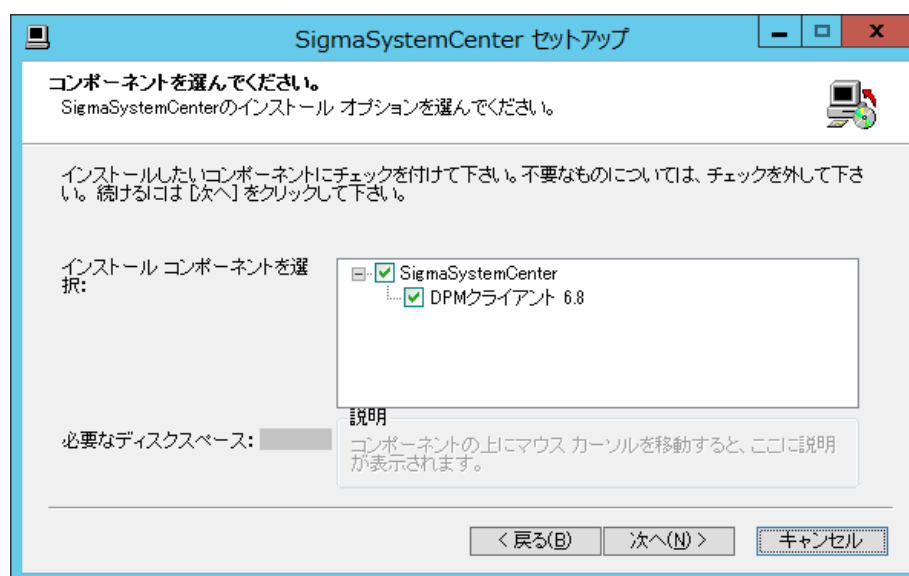 SigmaSystemCenter セットアップ
コンポーネントを選んでください。
SigmaSystemCenterのインストール オプションを選んでください。
インストールしたいコンポーネントにチェックを付けて下さい。不要なものについては、チェックを外して下さ
い。続けるには [次へ] をクリックして下さい。
インストール コンポーネントを選
択:
SigmaSystemCenter
DPMクライアント 6.8
必要なディスクスペース:
説明
コンポーネントの上にマウス カーソルを移動すると、ここに説明
が表示されます。
< 戻る(B)
次へ(N) >
キャンセル